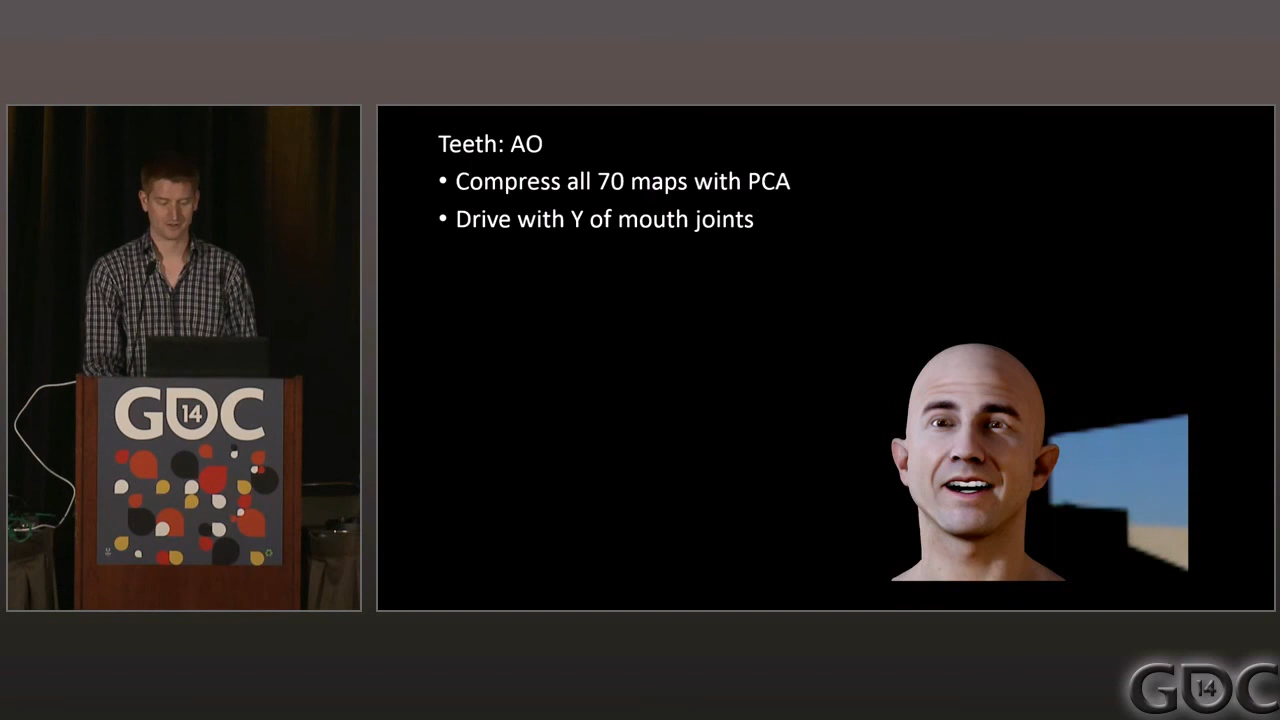 Teeth: AO
• Compress all 70 maps with PCA
• Drive with Y of mouth joints
GDC
14
GDC
14